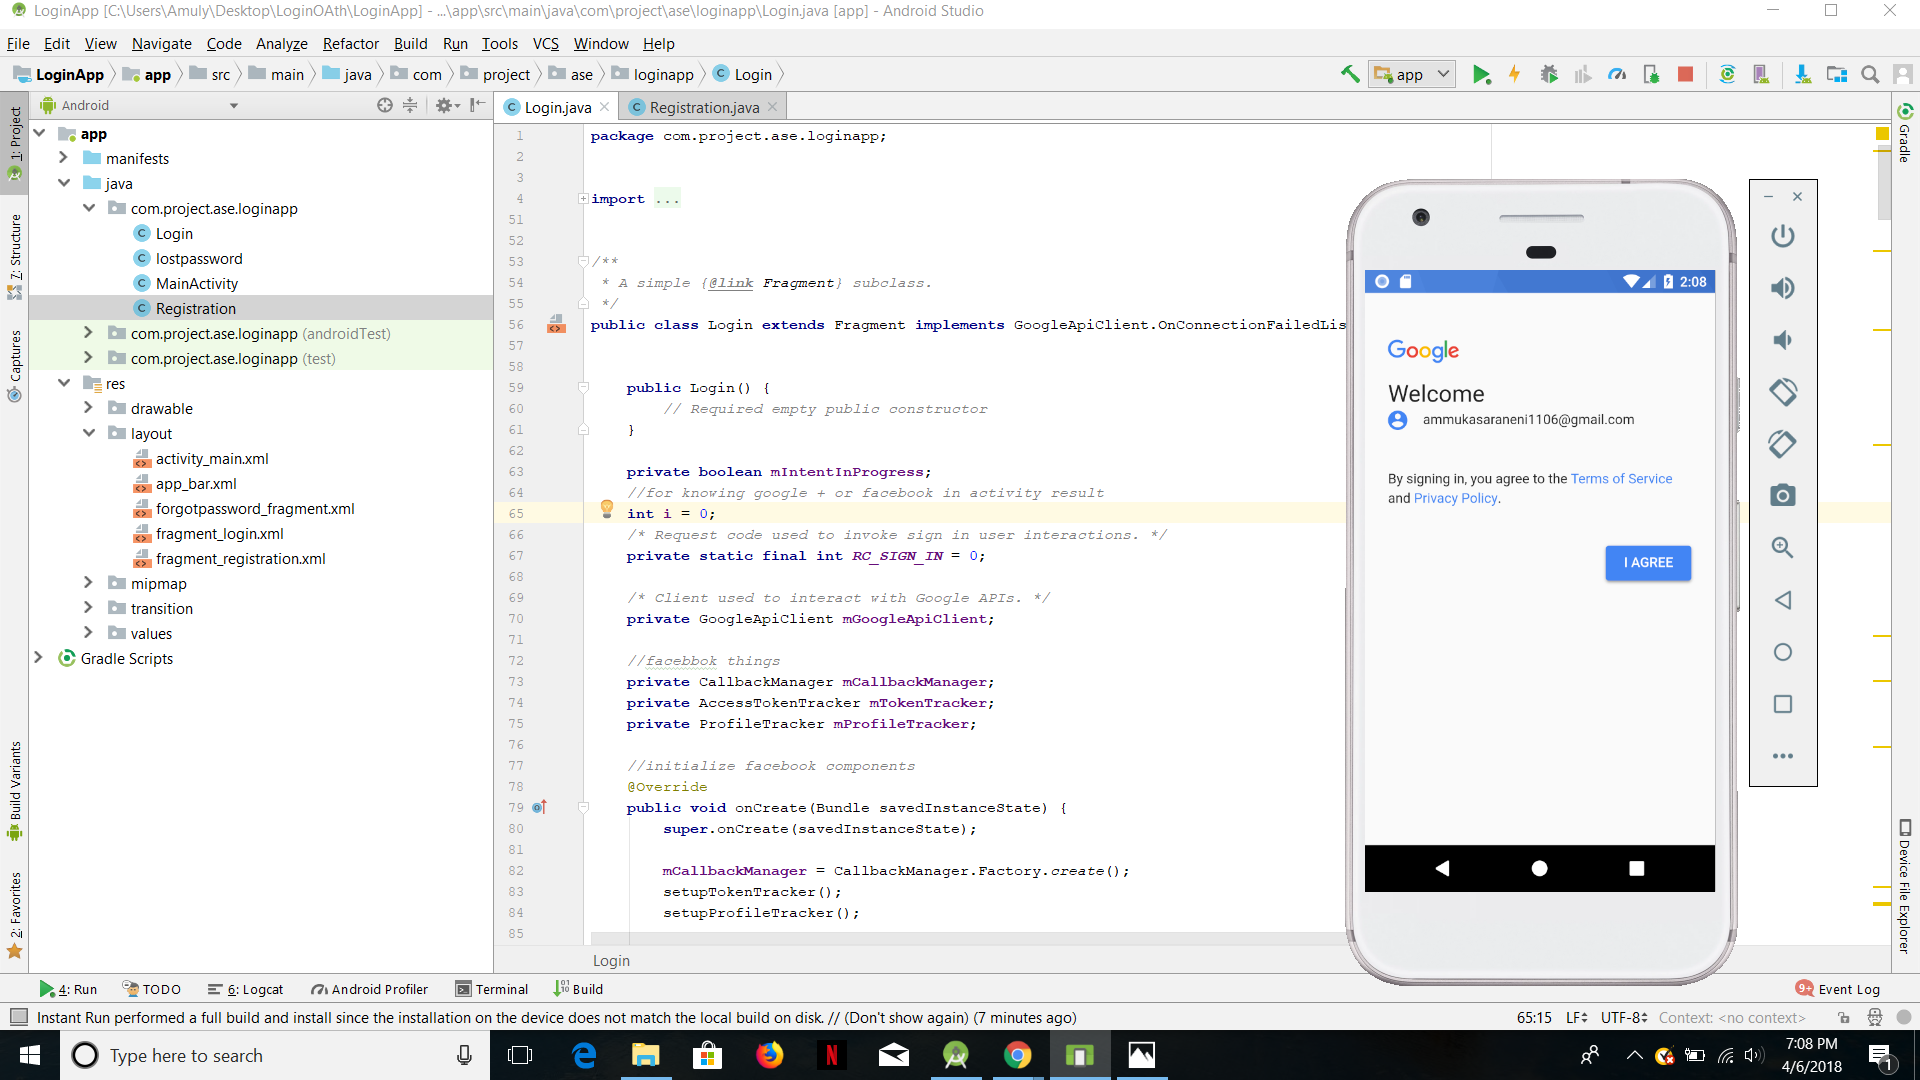 LoginApp [C:\Users\Amuly\Desktop\LoginOAth\LoginApp] - ...\app\src\main\java\com\project\ase\loginapp\Login.java [app] - Android Studio
File Edit View Navigate Code Analyze Refactor Build Run Tools VCS Window Help
LoginApp app src main java com project ase loginapp Login
app
Android
Login.java Registration.java
1: Project
7: Structure
Captures
Build Variants
2: Favorites
app
manifests
java
com.project.ase.loginapp
Login
lostpassword
MainActivity
Registration
com.project.ase.loginapp (androidTest)
com.project.ase.loginapp (test)
res
drawable
layout
activity_main.xml
app_bar.xml
forgotpassword_fragment.xml
fragment_login.xml
fragment_registration.xml
mipmap
transition
values
Gradle Scripts
1 package com.project.ase.loginapp;
2
3
4 import ...
51
52
53 /**
54 * A simple {@link Fragment} subclass.
55 */
56 public class Login extends Fragment implements GoogleApiClient.OnConnectionFailedLis
57
58
59 public Login() {
60 // Required empty public constructor
61 }
62
63 private boolean mIntentInProgress;
64 //for knowing google + or facebook in activity result
65 int i = 0;
66 /* Request code used to invoke sign in user interactions. */
67 private static final int RC_SIGN_IN = 0;
68
69 /* Client used to interact with Google APIs. */
70 private GoogleApiClient mGoogleApiClient;
71
72 //facebbok things
73 private CallbackManager mCallbackManager;
74 private AccessTokenTracker mTokenTracker;
75 private ProfileTracker mProfileTracker;
76
77 //initialize facebook components
78 @Override
79 public void onCreate(Bundle savedInstanceState) {
80 super.onCreate(savedInstanceState);
81
82 mCallbackManager = CallbackManager.Factory.create();
83 setupTokenTracker();
84 setupProfileTracker();
85
Login
2:08
Google
Welcome
ammukasaraneni1106@gmail.com
By signing in, you agree to the Terms of Service
and Privacy Policy.
I AGREE
Gradle
Device File Explorer
4: Run TODO 6: Logcat Android Profiler Terminal Build
9+ Event Log
Instant Run performed a full build and install since the installation on the device does not match the local build on disk. // (Don't show again) (7 minutes ago)
65:15 LF UTF-8 Context: <no context>
Type here to search
7:08 PM
4/6/2018
1